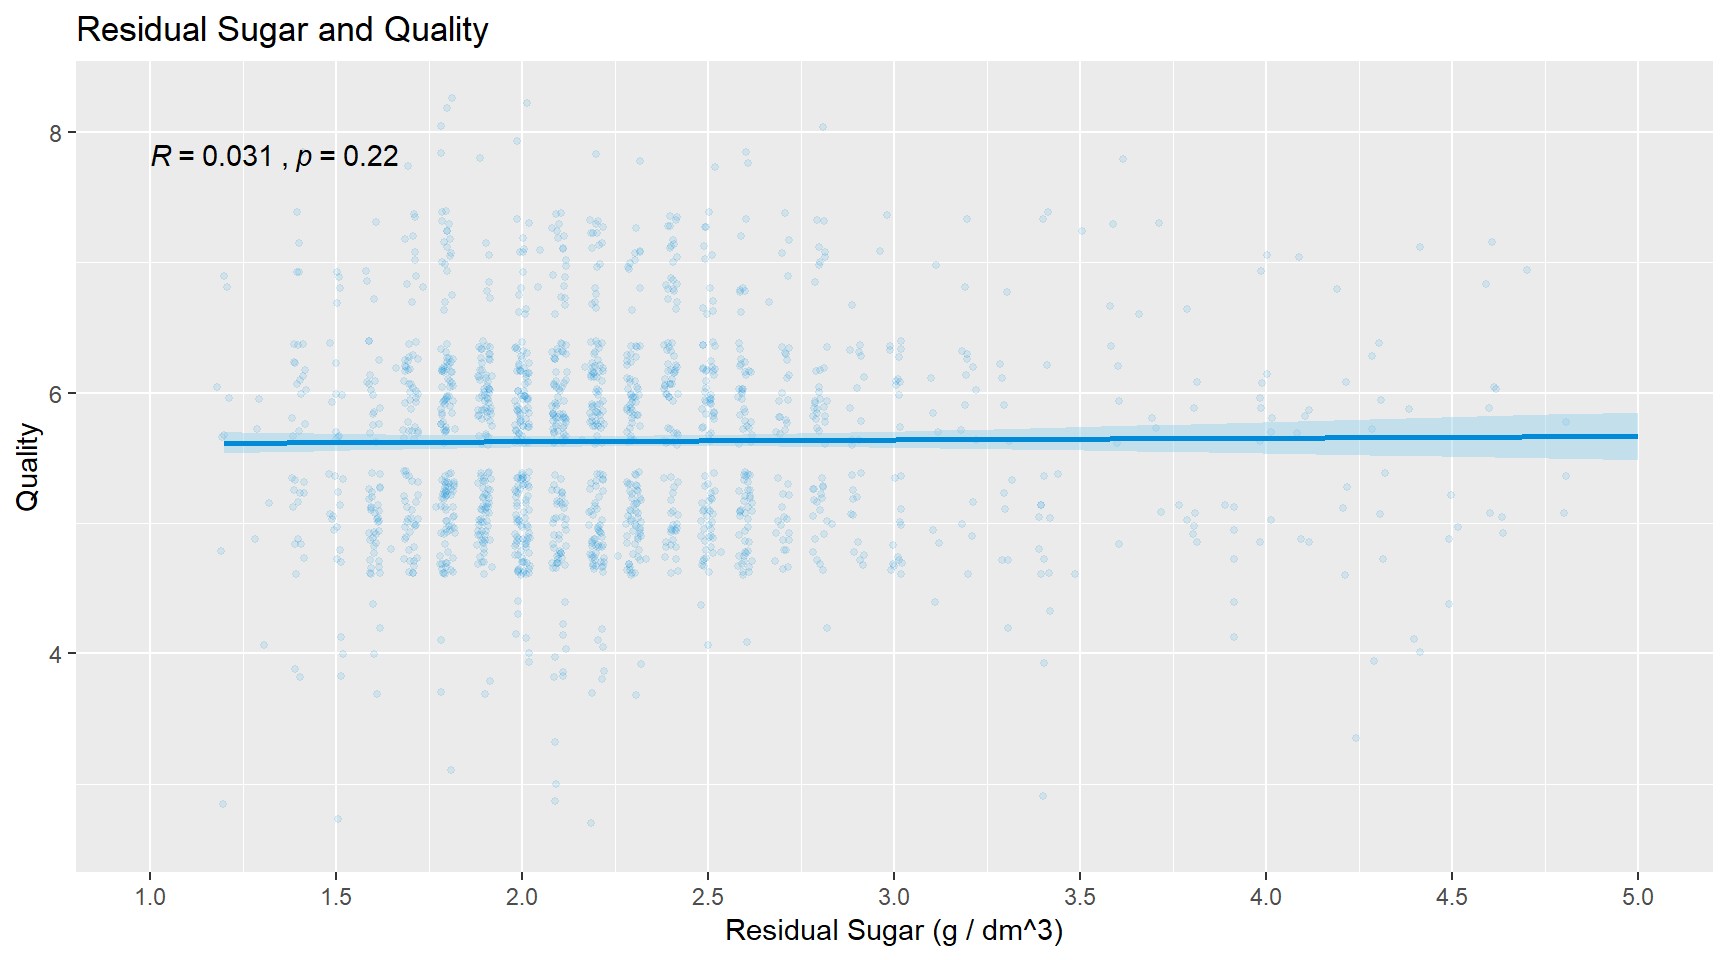 Residual Sugar and Quality
R = 0.031 , p = 0.22
8
6
4
Quality
1.0 1.5 2.0 2.5 3.0 3.5 4.0 4.5 5.0
Residual Sugar (g / dm^3)